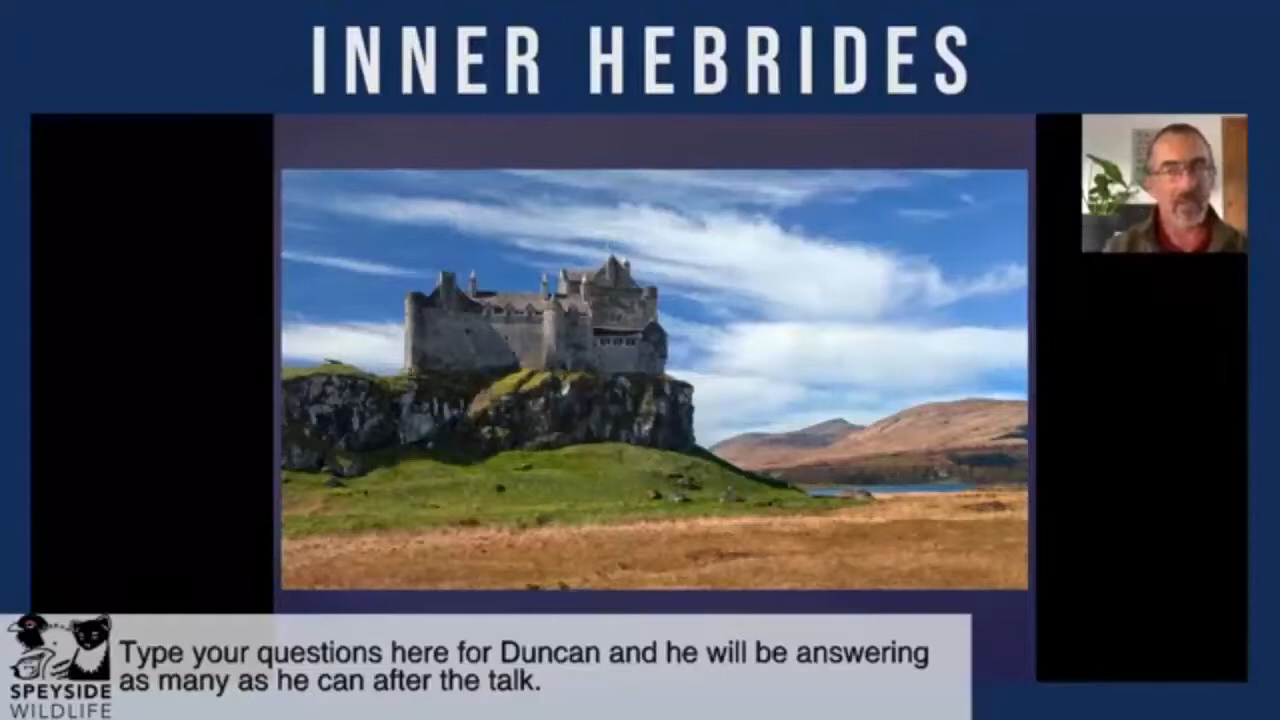 INNER HEBRIDES
Type your questions here for Duncan and he will be answering
as many as he can after the talk.
SPEYSIDE
WILDLIFE